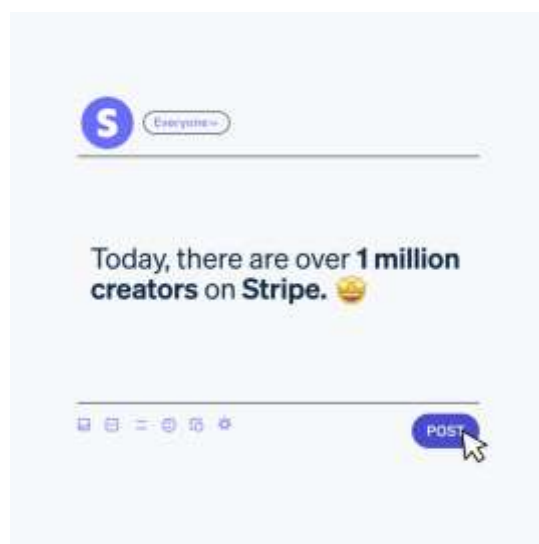 S
Everyone
Today, there are over 1 million
creators on Stripe. 🤩
POST